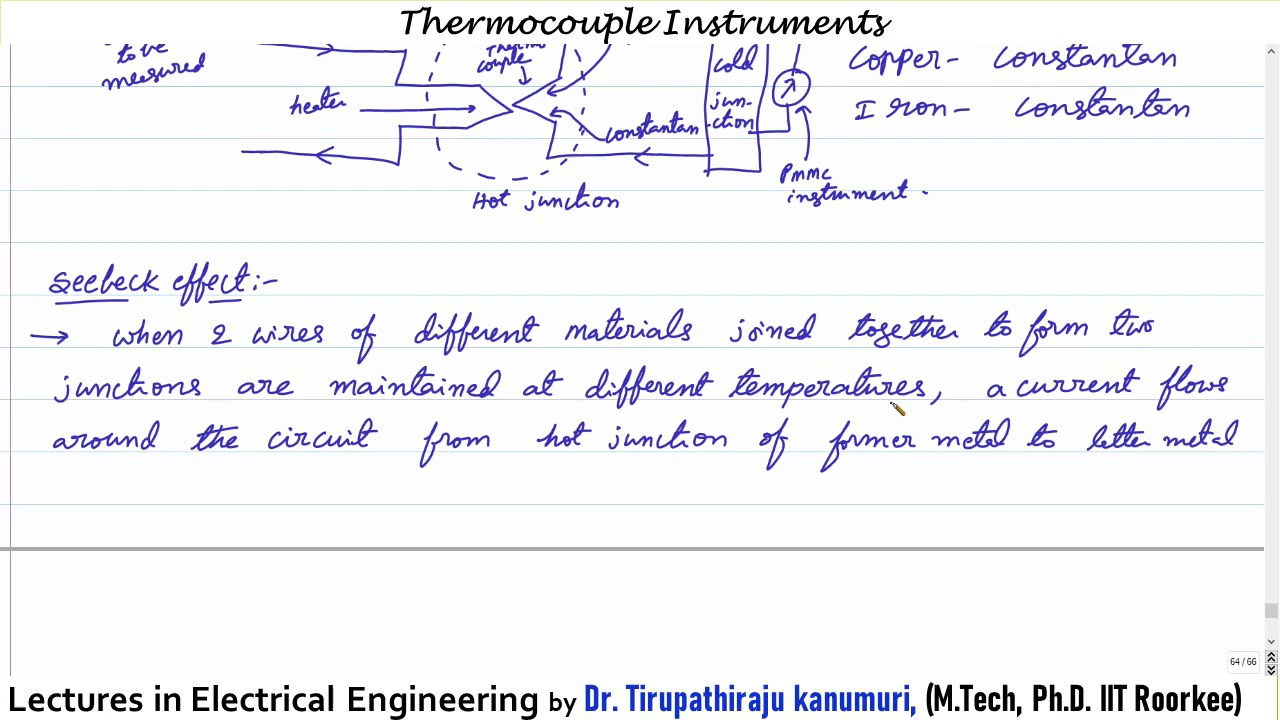 Thermocouple Instruments
to be
measured
Thermo
couple
cold
Copper - Constantan
heater
jun-
-ction
Iron - Constantan
constantan
PMMC
instrument.
Hot junction
Seebeck effect:-
→ when 2 wires of different materials joined together to form two
junctions are maintained at different temperatures, a current flows
around the circuit from hot junction of former metal to letter metal
64 / 66
Lectures in Electrical Engineering by Dr. Tirupathiraju kanumuri, (M.Tech, Ph.D. IIT Roorkee)